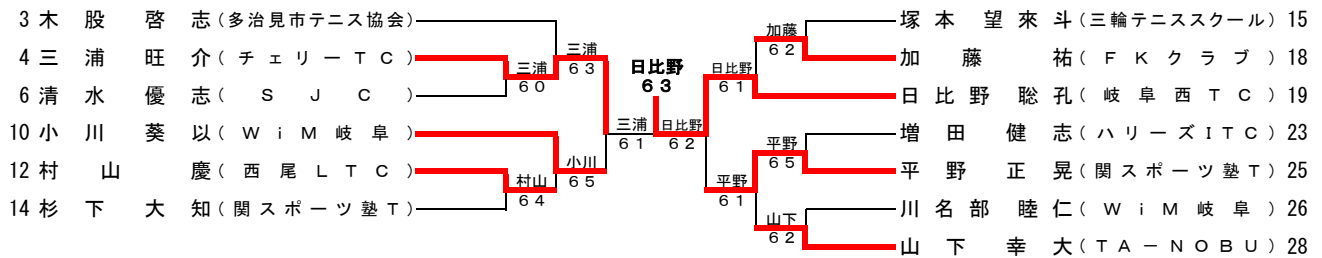 3 木股啓志(多治見市テニス協会)
4 三浦旺介(チェリーTC)
6 清水優志(SJC)
10 小川葵以(WiM岐阜)
12 村山慶(西尾LTC)
14 杉下大知(関スポーツ塾T)
三浦
60
村山
64
三浦
63
小川
65
三浦
61
日比野
63
日比野
62
日比野
61
平野
61
加藤
62
平野
65
山下
62
塚本望來斗(三輪テニススクール) 15
加藤祐(FKクラブ) 18
日比野聡孔(岐阜西TC) 19
増田健志(ハリーズITC) 23
平野正晃(関スポーツ塾T) 25
川名部睦仁(WiM岐阜) 26
山下幸大(TA−NOBU) 28